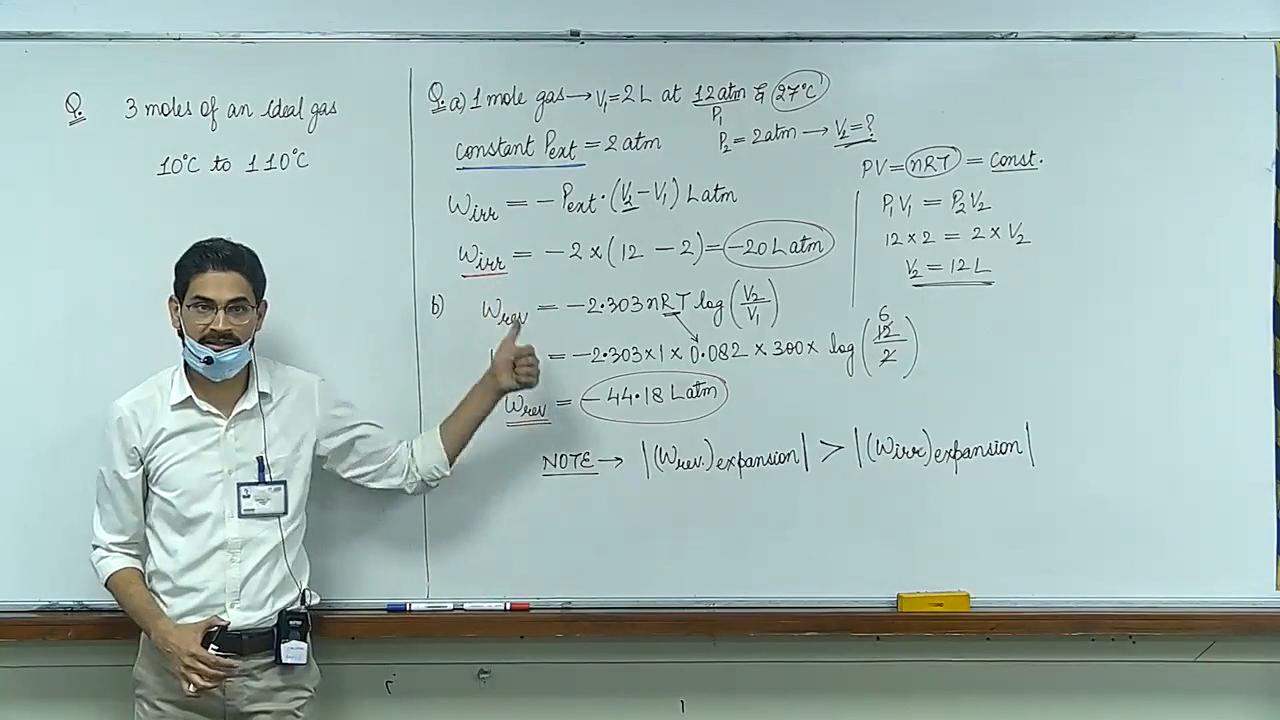 Q. 3 moles of an ideal gas
10°C to 110°C
Q. a) 1 mole gas → V₁ = 2L at 12 atm & 27°C
P₁
constant Pext = 2 atm
P₂ = 2 atm → V₂ = ?
Wirr = − Pext · (V₂ − V₁) L atm
Wirr = − 2 × (12 − 2) = −20 L atm
PV = nRT = Const.
P₁V₁ = P₂V₂
12 × 2 = 2 × V₂
V₂ = 12 L
b) Wrev = − 2.303 nRT log (V₂/V₁)
= − 2.303 × 1 × 0.082 × 300 × log (12/2)
6
Wrev = − 44.18 L atm
NOTE → |(Wrev.)expansion| > |(Wirr)expansion|